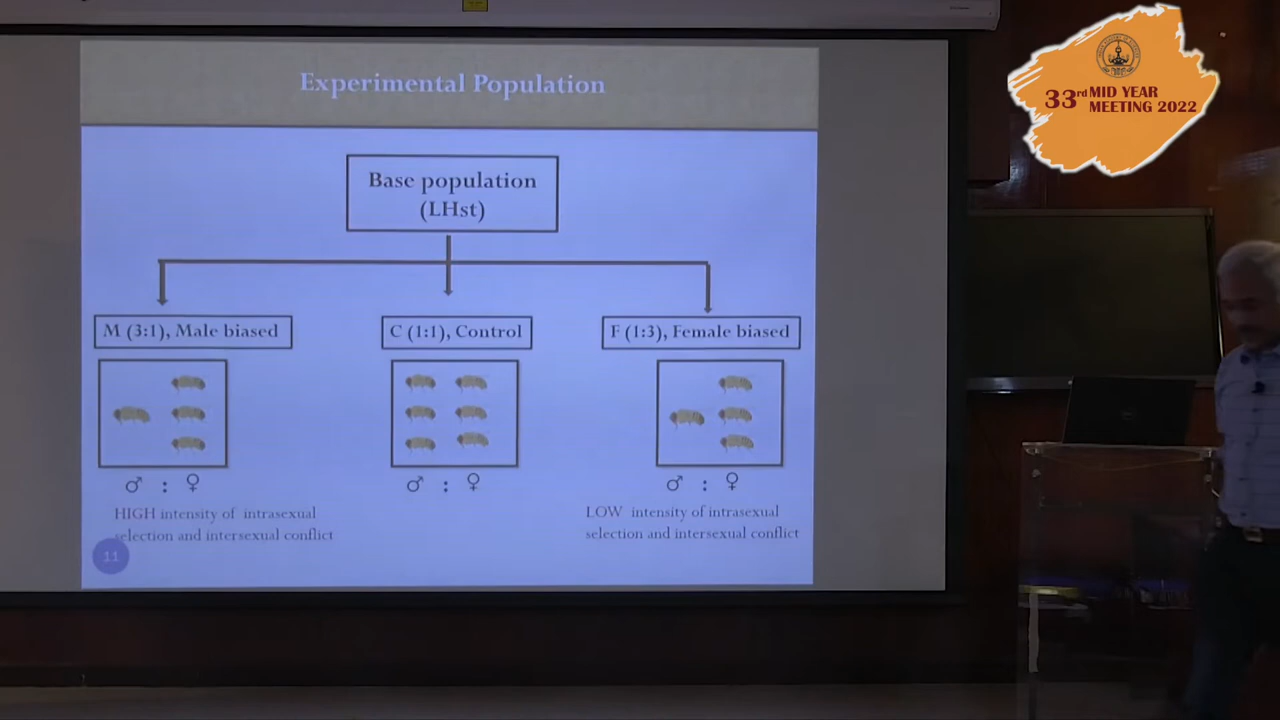 Experimental Population
Base population
(LHst)
M (3:1), Male biased
C (1:1), Control
F (1:3), Female biased
♂ : ♀
♂ : ♀
♂ : ♀
HIGH intensity of intrasexual
selection and intersexual conflict
LOW intensity of intrasexual
selection and intersexual conflict
11
33rd MID YEAR
MEETING 2022